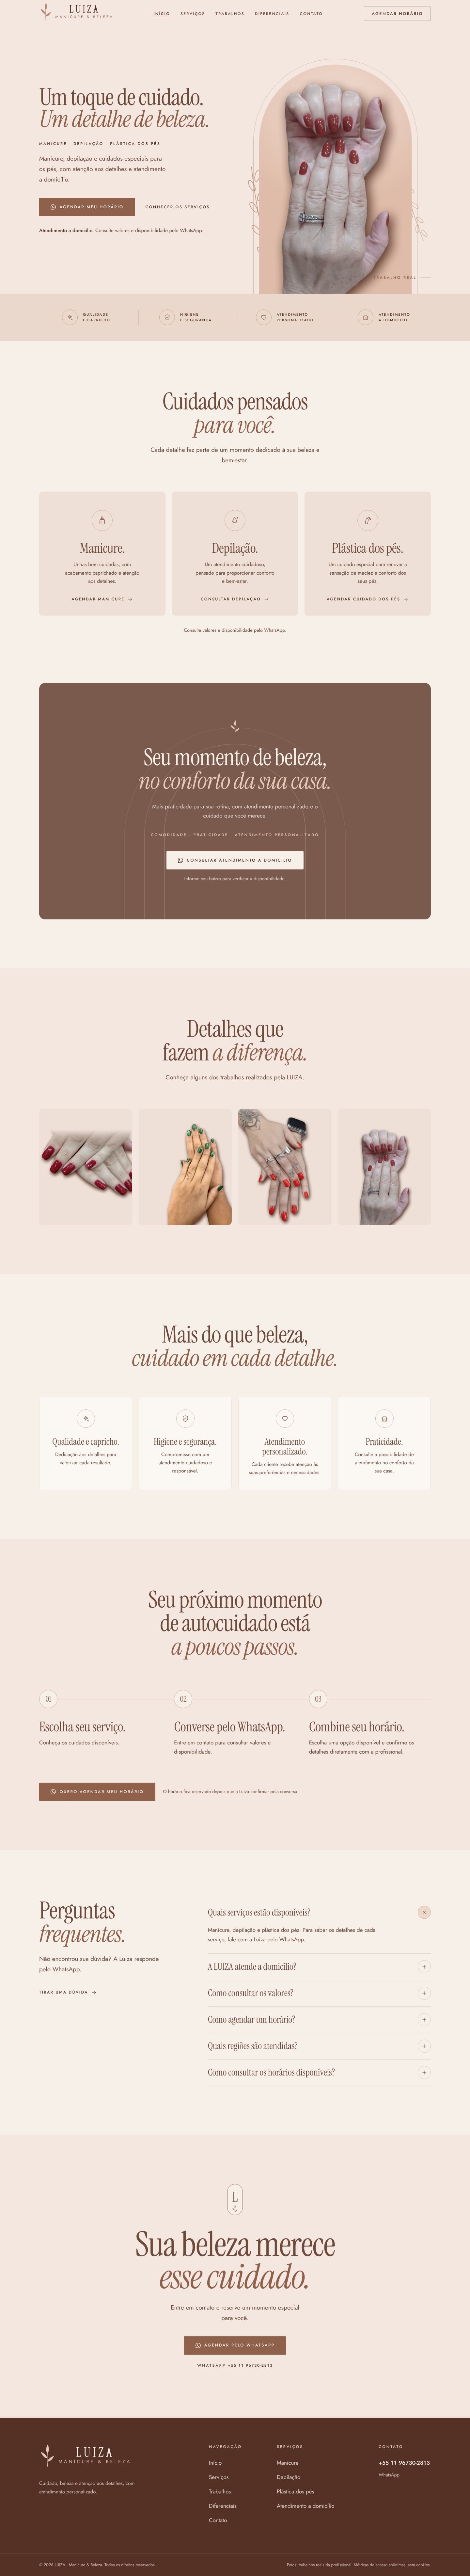 LUIZA
MANICURE & BELEZA
INÍCIO
SERVIÇOS
TRABALHOS
DIFERENCIAIS
CONTATO
AGENDAR HORÁRIO
Um toque de cuidado.
Um detalhe de beleza.
MANICURE · DEPILAÇÃO · PLÁSTICA DOS PÉS
Manicure, depilação e cuidados especiais para
os pés, com atenção aos detalhes e atendimento
a domicílio.
AGENDAR MEU HORÁRIO
CONHECER OS SERVIÇOS
Atendimento a domicílio. Consulte valores e disponibilidade pelo WhatsApp.
TRABALHO REAL
QUALIDADE
E CAPRICHO
HIGIENE
E SEGURANÇA
ATENDIMENTO
PERSONALIZADO
ATENDIMENTO
A DOMICÍLIO
Cuidados pensados
para você.
Cada detalhe faz parte de um momento dedicado à sua beleza e
bem-estar.
Manicure.
Unhas bem cuidadas, com
acabamento caprichado e atenção
aos detalhes.
AGENDAR MANICURE →
Depilação.
Um atendimento cuidadoso,
pensado para proporcionar conforto
e bem-estar.
CONSULTAR DEPILAÇÃO →
Plástica dos pés.
Um cuidado especial para renovar a
sensação de maciez e conforto dos
seus pés.
AGENDAR CUIDADO DOS PÉS →
Consulte valores e disponibilidade pelo WhatsApp.
Seu momento de beleza,
no conforto da sua casa.
Mais praticidade para sua rotina, com atendimento personalizado e o
cuidado que você merece.
COMODIDADE · PRATICIDADE · ATENDIMENTO PERSONALIZADO
CONSULTAR ATENDIMENTO A DOMICÍLIO
Informe seu bairro para verificar a disponibilidade.
Detalhes que
fazem a diferença.
Conheça alguns dos trabalhos realizados pela LUIZA.
Mais do que beleza,
cuidado em cada detalhe.
Qualidade e capricho.
Dedicação aos detalhes para
valorizar cada resultado.
Higiene e segurança.
Compromisso com um
atendimento cuidadoso e
responsável.
Atendimento
personalizado.
Cada cliente recebe atenção às
suas preferências e necessidades.
Praticidade.
Consulte a possibilidade de
atendimento no conforto da
sua casa.
Seu próximo momento
de autocuidado está
a poucos passos.
01
Escolha seu serviço.
Conheça os cuidados disponíveis.
02
Converse pelo WhatsApp.
Entre em contato para consultar valores e
disponibilidade.
03
Combine seu horário.
Escolha uma opção disponível e confirme os
detalhes diretamente com a profissional.
QUERO AGENDAR MEU HORÁRIO
O horário fica reservado depois que a Luiza confirmar pela conversa.
Perguntas
frequentes.
Não encontrou sua dúvida? A Luiza responde
pelo WhatsApp.
TIRAR UMA DÚVIDA →
Quais serviços estão disponíveis?
Manicure, depilação e plástica dos pés. Para saber os detalhes de cada
serviço, fale com a Luiza pelo WhatsApp.
A LUIZA atende a domicílio?
Como consultar os valores?
Como agendar um horário?
Quais regiões são atendidas?
Como consultar os horários disponíveis?
L
Sua beleza merece
esse cuidado.
Entre em contato e reserve um momento especial
para você.
AGENDAR PELO WHATSAPP
WHATSAPP +55 11 96730-2813
LUIZA
MANICURE & BELEZA
Cuidado, beleza e atenção aos detalhes, com
atendimento personalizado.
NAVEGAÇÃO
Início
Serviços
Trabalhos
Diferenciais
Contato
SERVIÇOS
Manicure
Depilação
Plástica dos pés
Atendimento a domicílio
CONTATO
+55 11 96730-2813
WhatsApp
LUIZA | Manicure & Beleza. Todos os direitos reservados.
Fotos: trabalhos reais da profissional. Métricas de acesso anônimas, sem cookies.